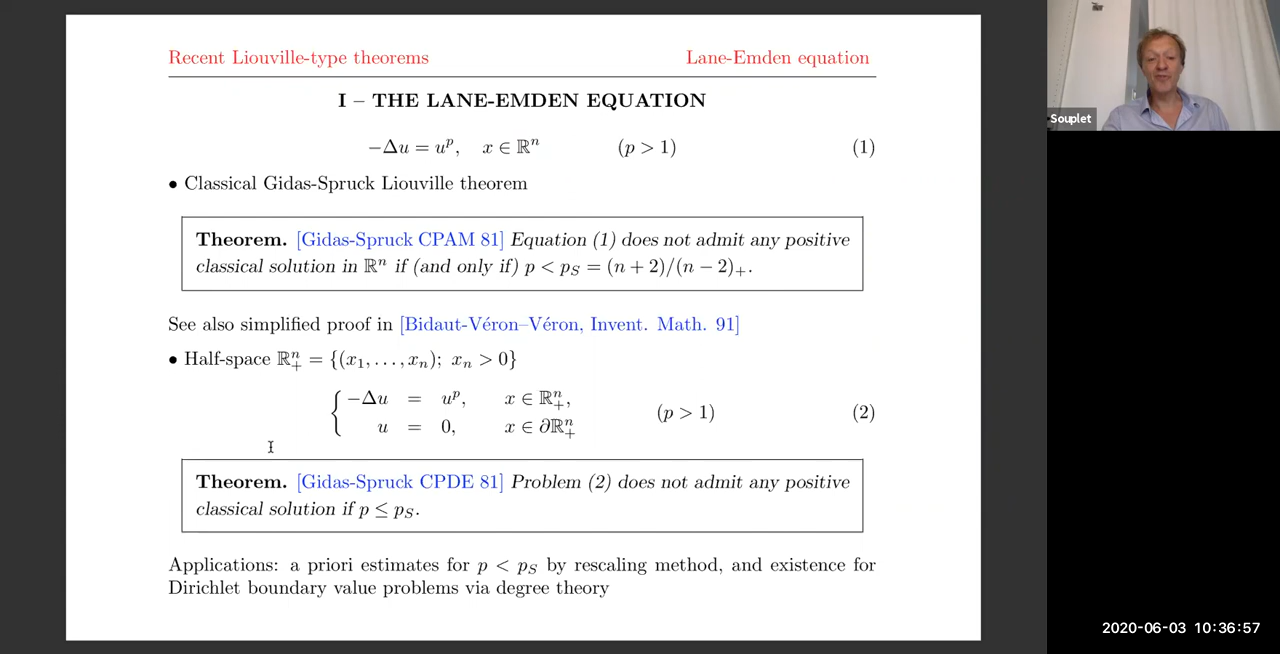 Recent Liouville-type theorems Lane-Emden equation
I – THE LANE-EMDEN EQUATION
−Δu = u^p, x ∈ ℝ^n (p > 1) (1)
• Classical Gidas-Spruck Liouville theorem
Theorem. [Gidas-Spruck CPAM 81] Equation (1) does not admit any positive
classical solution in ℝ^n if (and only if) p < p_S = (n + 2)/(n − 2)_+.
See also simplified proof in [Bidaut-Véron–Véron, Invent. Math. 91]
• Half-space ℝ^n_+ = {(x_1, . . . , x_n); x_n > 0}
{ −Δu = u^p, x ∈ ℝ^n_+,
u = 0, x ∈ ∂ℝ^n_+
(p > 1) (2)
Theorem. [Gidas-Spruck CPDE 81] Problem (2) does not admit any positive
classical solution if p ≤ p_S.
Applications: a priori estimates for p < p_S by rescaling method, and existence for
Dirichlet boundary value problems via degree theory
Souplet
2020-06-03 10:36:57